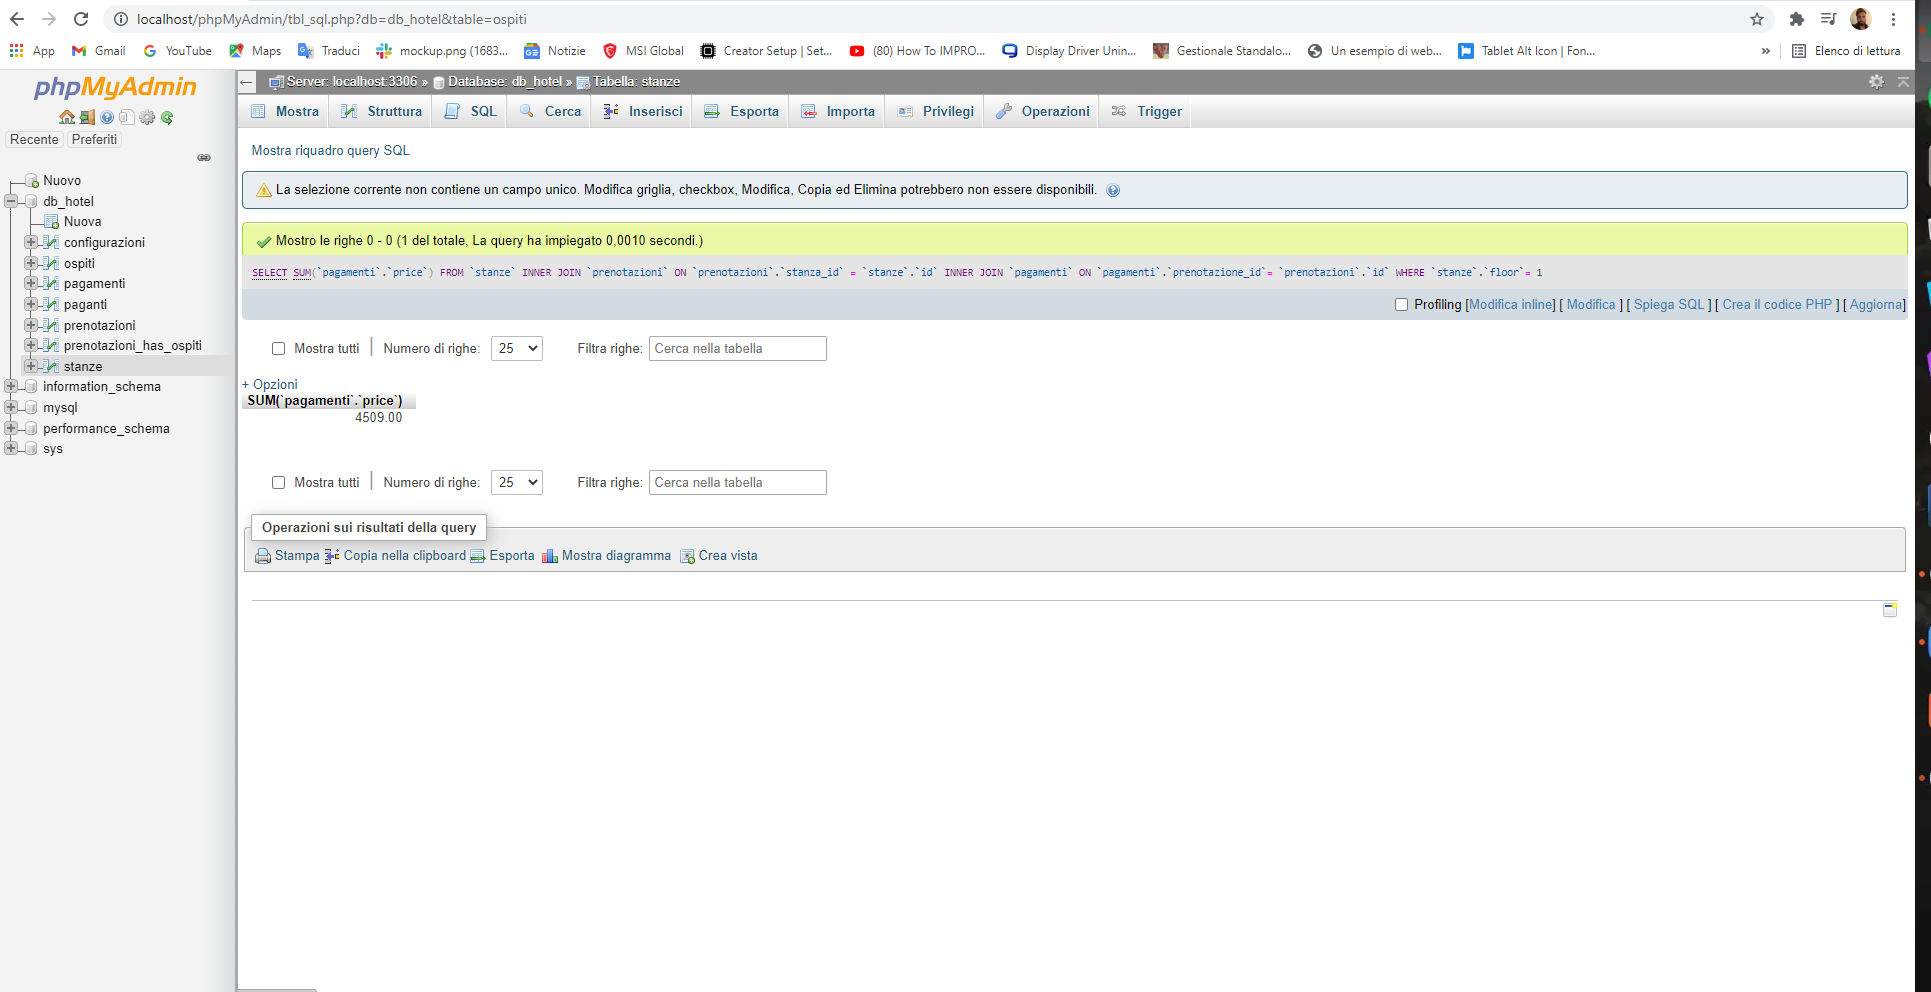 localhost/phpMyAdmin/tbl_sql.php?db=db_hotel&table=ospiti
App Gmail YouTube Maps Traduci mockup.png (1683... Notizie MSI Global Creator Setup | Set... (80) How To IMPRO... Display Driver Unin... Gestionale Standalo... Un esempio di web... Tablet Alt Icon | Fon... » Elenco di lettura
phpMyAdmin
Recente Preferiti
Nuovo
db_hotel
Nuova
configurazioni
ospiti
pagamenti
paganti
prenotazioni
prenotazioni_has_ospiti
stanze
information_schema
mysql
performance_schema
sys
Server: localhost:3306 » Database: db_hotel » Tabella: stanze
Mostra Struttura SQL Cerca Inserisci Esporta Importa Privilegi Operazioni Trigger
Mostra riquadro query SQL
La selezione corrente non contiene un campo unico. Modifica griglia, checkbox, Modifica, Copia ed Elimina potrebbero non essere disponibili.
Mostro le righe 0 - 0 (1 del totale, La query ha impiegato 0,0010 secondi.)
SELECT SUM(`pagamenti`.`price`) FROM `stanze` INNER JOIN `prenotazioni` ON `prenotazioni`.`stanza_id` = `stanze`.`id` INNER JOIN `pagamenti` ON `pagamenti`.`prenotazione_id`= `prenotazioni`.`id` WHERE `stanze`.`floor`= 1
Profiling [Modifica inline] [ Modifica ] [ Spiega SQL ] [ Crea il codice PHP ] [ Aggiorna]
Mostra tutti | Numero di righe: 25 Filtra righe: Cerca nella tabella
+ Opzioni
SUM(`pagamenti`.`price`)
4509.00
Mostra tutti | Numero di righe: 25 Filtra righe: Cerca nella tabella
Operazioni sui risultati della query
Stampa Copia nella clipboard Esporta Mostra diagramma Crea vista